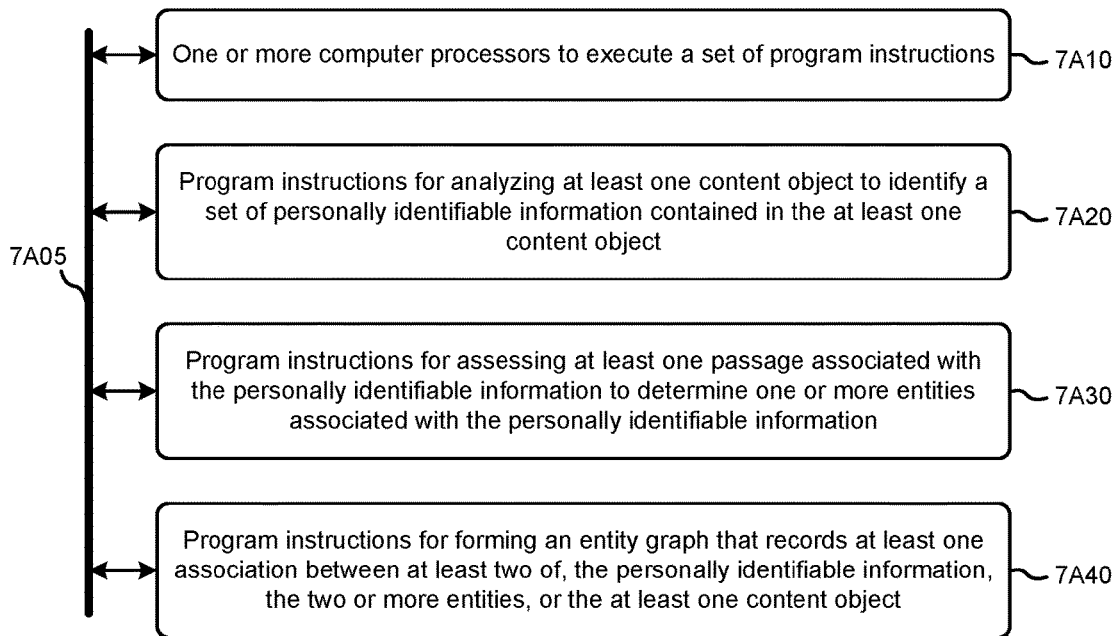 One or more computer processors to execute a set of program instructions
7A10
Program instructions for analyzing at least one content object to identify a
set of personally identifiable information contained in the at least one
content object
7A20
7A05
Program instructions for assessing at least one passage associated with
the personally identifiable information to determine one or more entities
associated with the personally identifiable information
7A30
Program instructions for forming an entity graph that records at least one
association between at least two of, the personally identifiable information,
the two or more entities, or the at least one content object
7A40